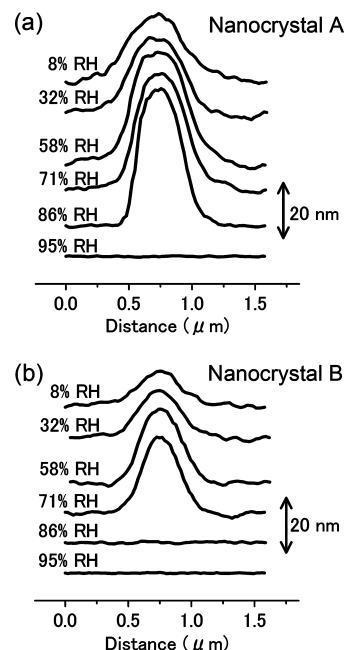 (a) Nanocrystal A
8% RH
32% RH
58% RH
71% RH
86% RH
95% RH
20 nm
0.0 0.5 1.0 1.5
Distance ( μ m)
(b) Nanocrystal B
8% RH
32% RH
58% RH
71% RH
86% RH
95% RH
20 nm
0.0 0.5 1.0 1.5
Distance ( μ m)